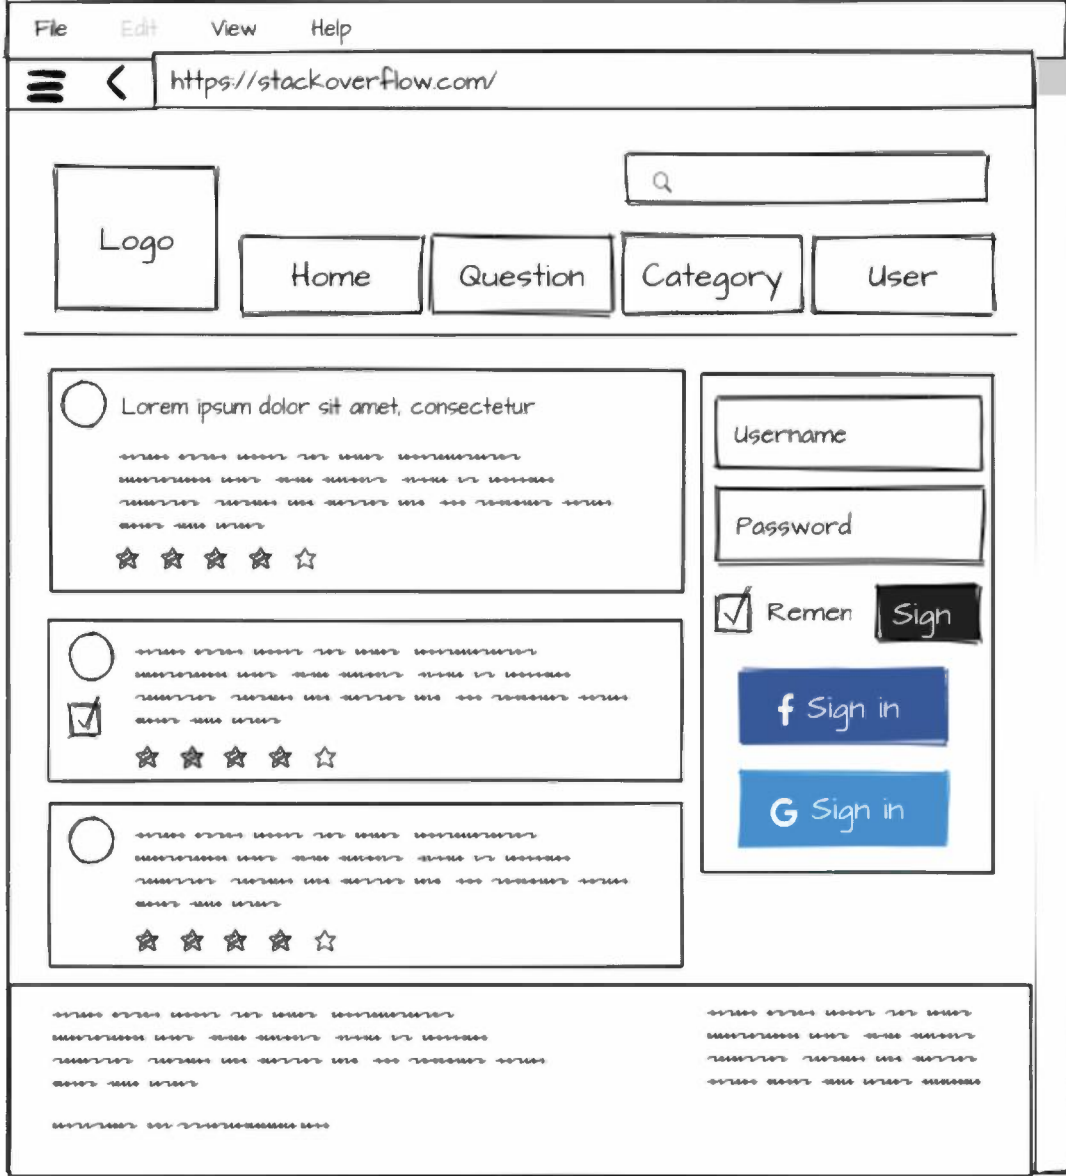 File Edit View Help
https://stackoverflow.com/
Logo
Home Question Category User
Lorem ipsum dolor sit amet, consectetur
Username
Password
Remen Sign
f Sign in
G Sign in